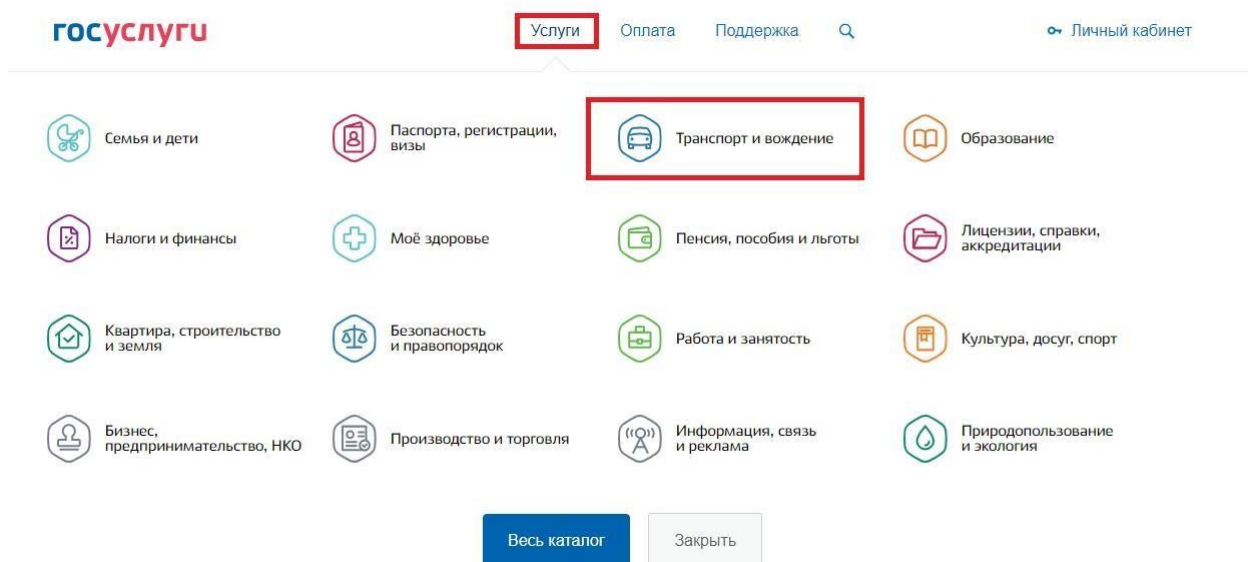 госуслуги
Услуги Оплата Поддержка Личный кабинет
Семья и дети
Паспорта, регистрации,
визы
Транспорт и вождение
Образование
Налоги и финансы
Моё здоровье
Пенсия, пособия и льготы
Лицензии, справки,
аккредитации
Квартира, строительство
и земля
Безопасность
и правопорядок
Работа и занятость
Культура, досуг, спорт
Бизнес,
предпринимательство, НКО
Производство и торговля
Информация, связь
и реклама
Природопользование
и экология
Весь каталог Закрыть